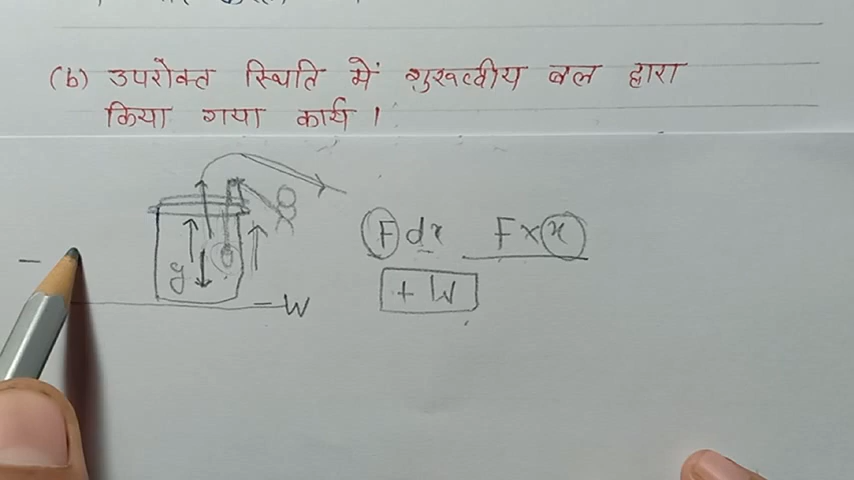 (b) उपरोक्त स्थिति में गुरुत्वीय बल द्वारा
किया गया कार्य ।
F dx F×x
g
+ W
– W